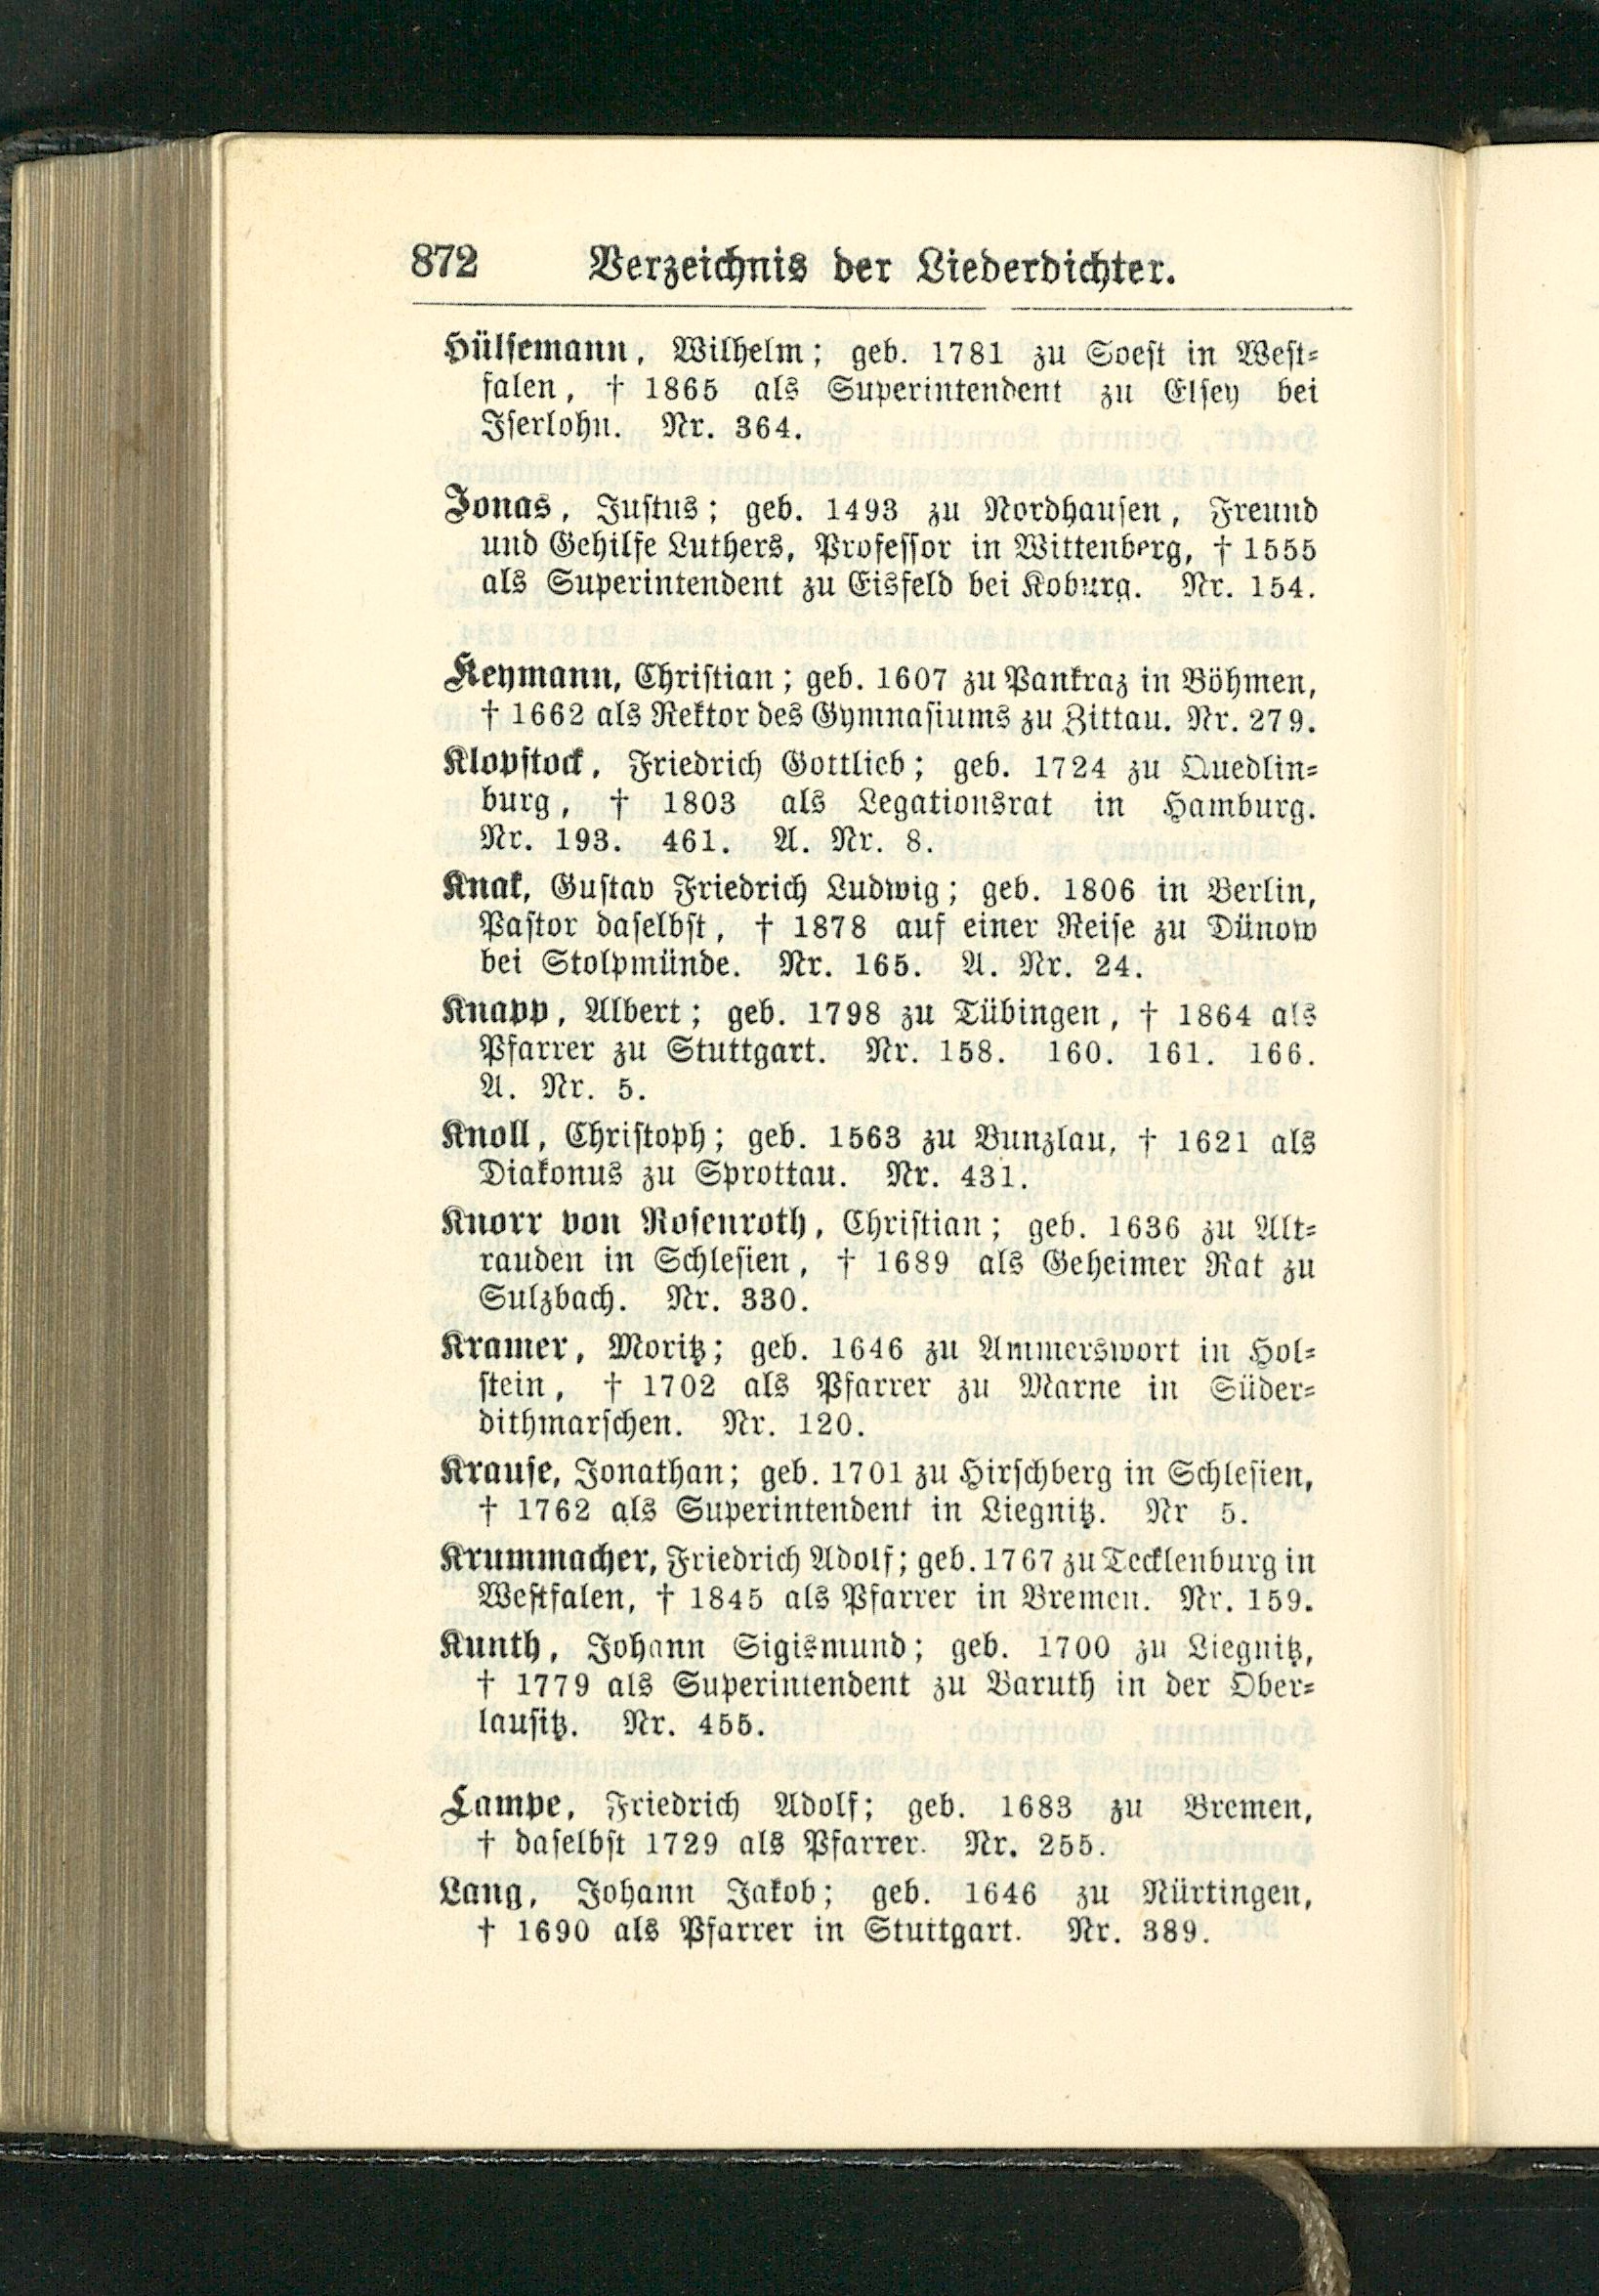 872 Verzeichnis der Liederdichter.
Hülsemann, Wilhelm; geb. 1781 zu Soest in West-
falen, † 1865 als Superintendent zu Elsey bei
Iserlohn. Nr. 364.
Jonas, Justus; geb. 1493 zu Nordhausen, Freund
und Gehilfe Luthers, Professor in Wittenberg, † 1555
als Superintendent zu Eisfeld bei Koburg. Nr. 154.
Keymann, Christian; geb. 1607 zu Pankraz in Böhmen,
† 1662 als Rektor des Gymnasiums zu Zittau. Nr. 279.
Klopstock, Friedrich Gottlieb; geb. 1724 zu Quedlin-
burg, † 1803 als Legationsrat in Hamburg.
Nr. 193. 461. A. Nr. 8.
Knak, Gustav Friedrich Ludwig; geb. 1806 in Berlin,
Pastor daselbst, † 1878 auf einer Reise zu Dünow
bei Stolpmünde. Nr. 165. A. Nr. 24.
Knapp, Albert; geb. 1798 zu Tübingen, † 1864 als
Pfarrer zu Stuttgart. Nr. 158. 160. 161. 166.
A. Nr. 5.
Knoll, Christoph; geb. 1563 zu Bunzlau, † 1621 als
Diakonus zu Sprottau. Nr. 431.
Knorr von Rosenroth, Christian; geb. 1636 zu Alt-
rauden in Schlesien, † 1689 als Geheimer Rat zu
Sulzbach. Nr. 330.
Kramer, Moritz; geb. 1646 zu Ammerswort in Hol-
stein, † 1702 als Pfarrer zu Marne in Süder-
dithmarschen. Nr. 120.
Krause, Jonathan; geb. 1701 zu Hirschberg in Schlesien,
† 1762 als Superintendent in Liegnitz. Nr 5.
Krummacher, Friedrich Adolf; geb. 1767 zu Tecklenburg in
Westfalen, † 1845 als Pfarrer in Bremen. Nr. 159.
Kunth, Johann Sigismund; geb. 1700 zu Liegnitz,
† 1779 als Superintendent zu Baruth in der Ober-
lausitz. Nr. 455.
Lampe, Friedrich Adolf; geb. 1683 zu Bremen,
† daselbst 1729 als Pfarrer. Nr. 255.
Lang, Johann Jakob; geb. 1646 zu Nürtingen,
† 1690 als Pfarrer in Stuttgart. Nr. 389.